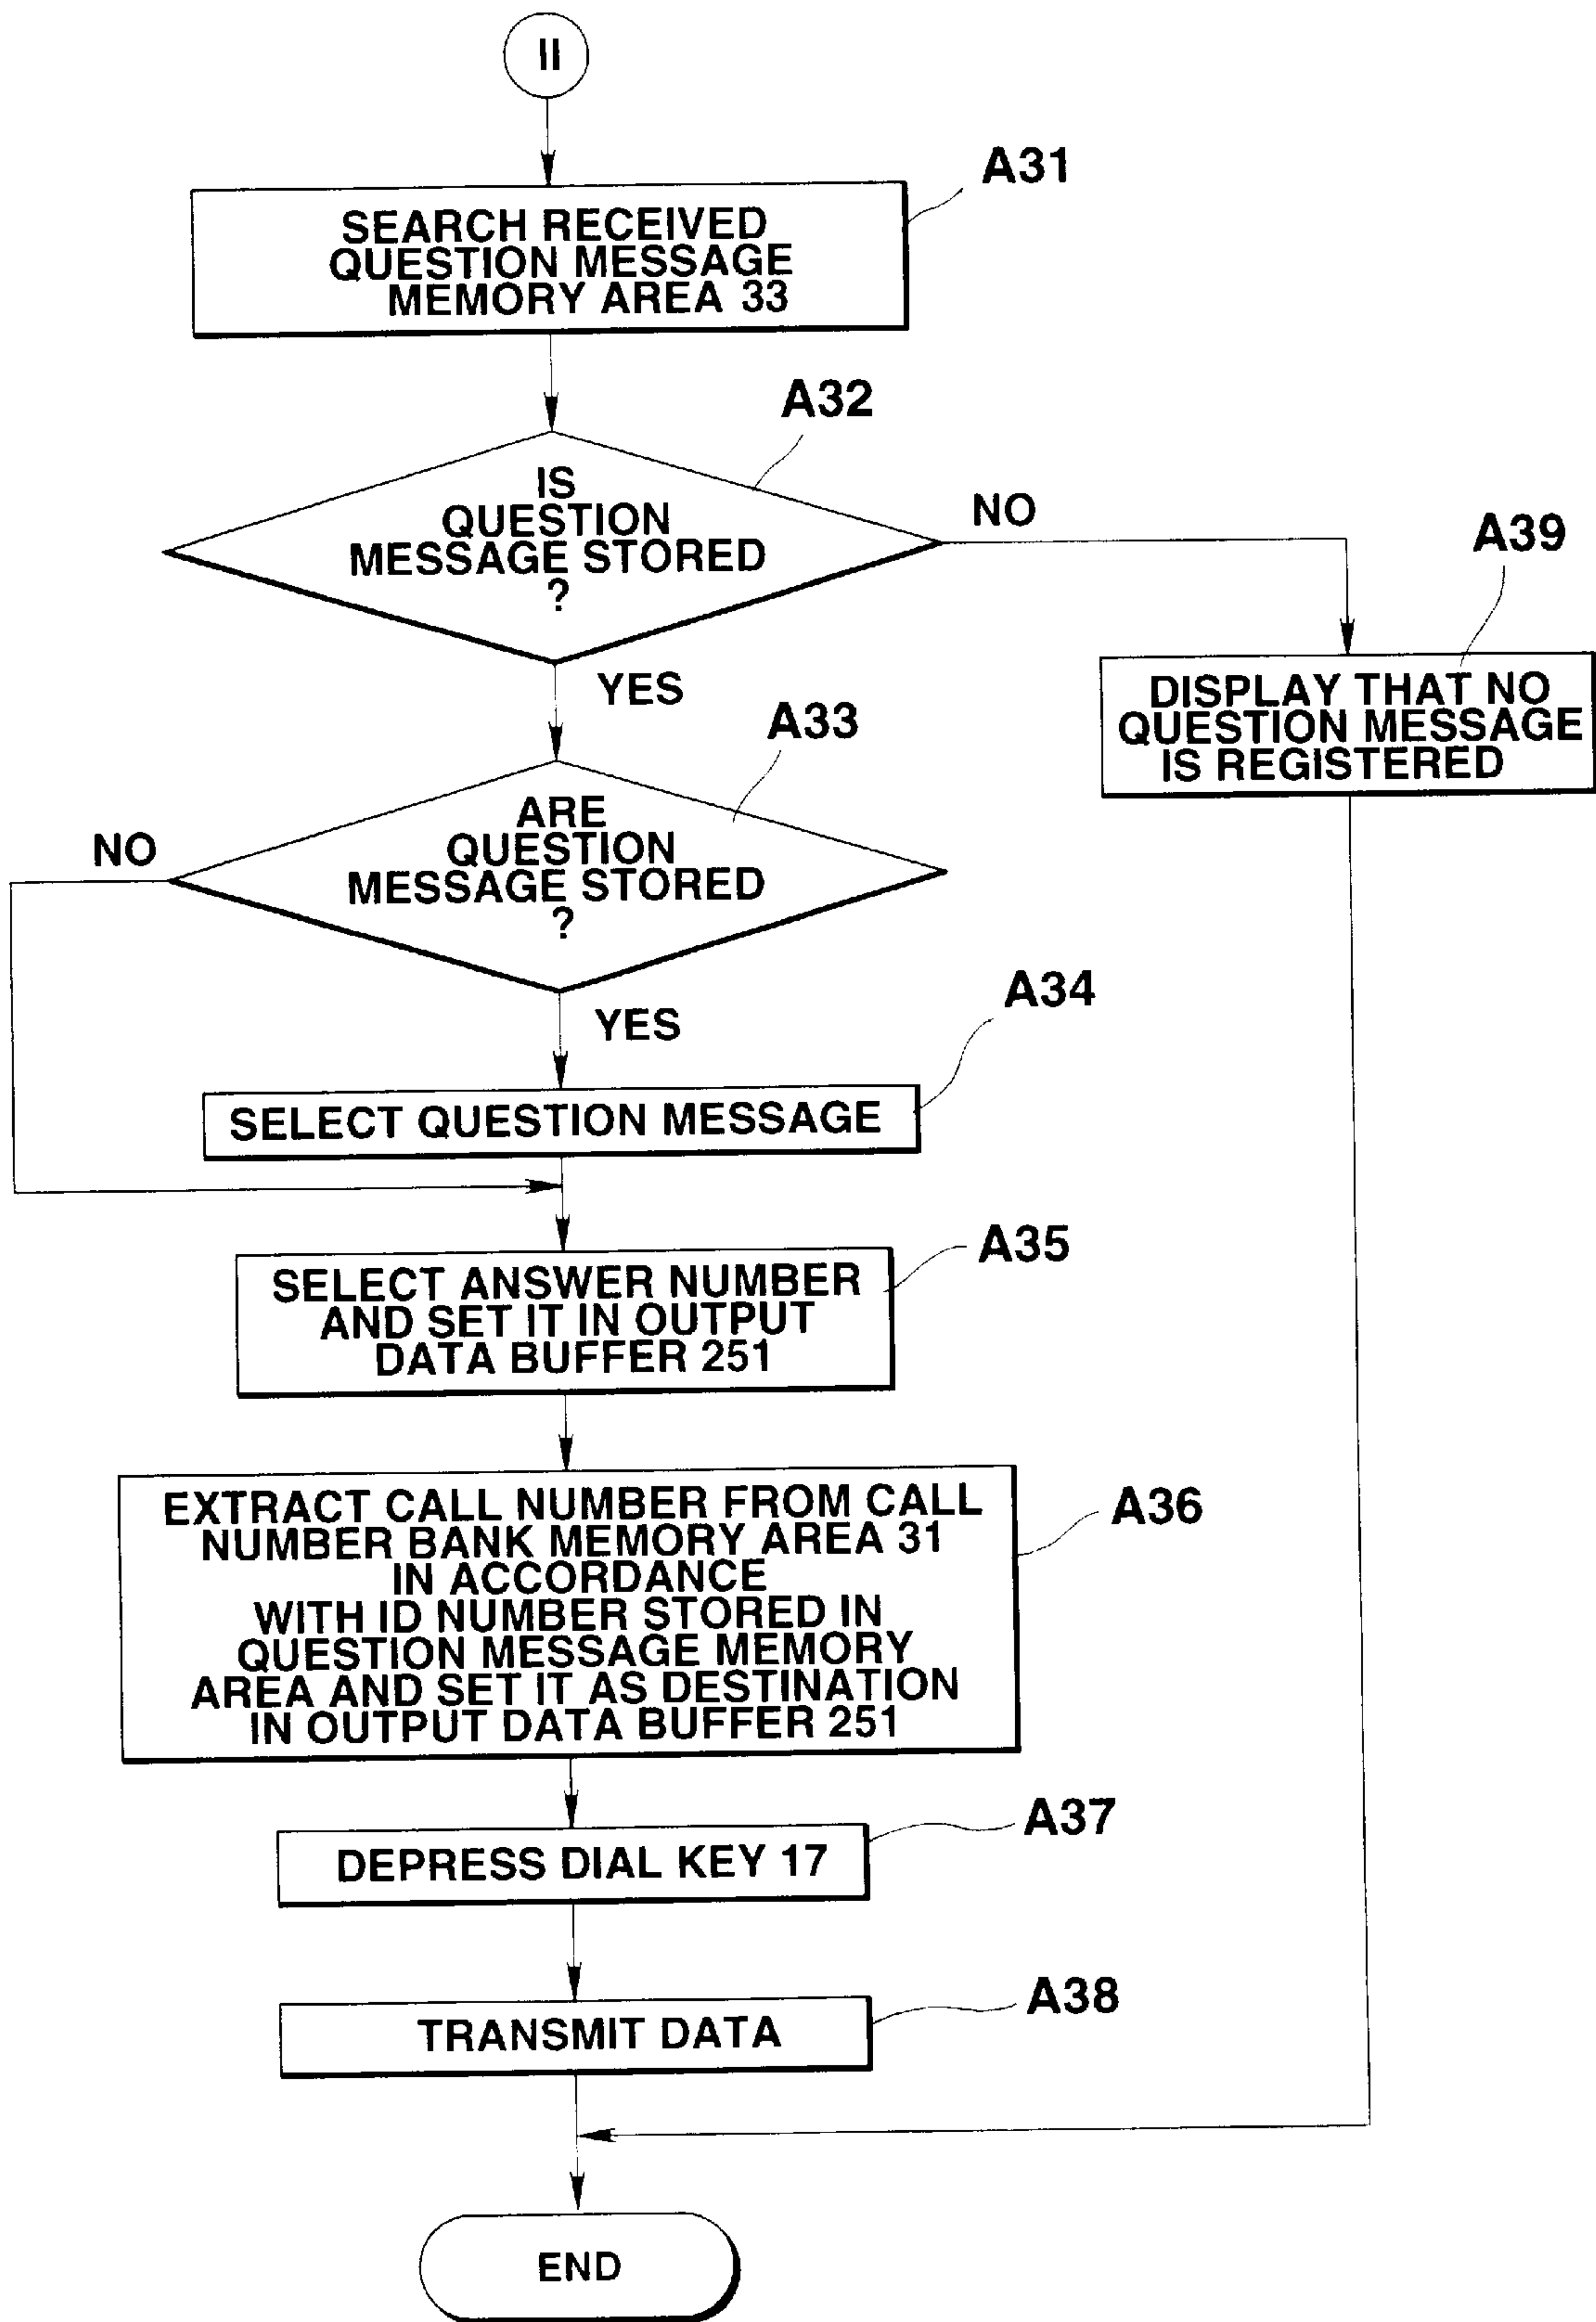 II
A31
SEARCH RECEIVED
QUESTION MESSAGE
MEMORY AREA 33
A32
IS
QUESTION
MESSAGE STORED
?
NO
YES
A39
DISPLAY THAT NO
QUESTION MESSAGE
IS REGISTERED
A33
ARE
QUESTION
MESSAGE STORED
?
NO
YES
A34
SELECT QUESTION MESSAGE
A35
SELECT ANSWER NUMBER
AND SET IT IN OUTPUT
DATA BUFFER 251
A36
EXTRACT CALL NUMBER FROM CALL
NUMBER BANK MEMORY AREA 31
IN ACCORDANCE
WITH ID NUMBER STORED IN
QUESTION MESSAGE MEMORY
AREA AND SET IT AS DESTINATION
IN OUTPUT DATA BUFFER 251
A37
DEPRESS DIAL KEY 17
A38
TRANSMIT DATA
END